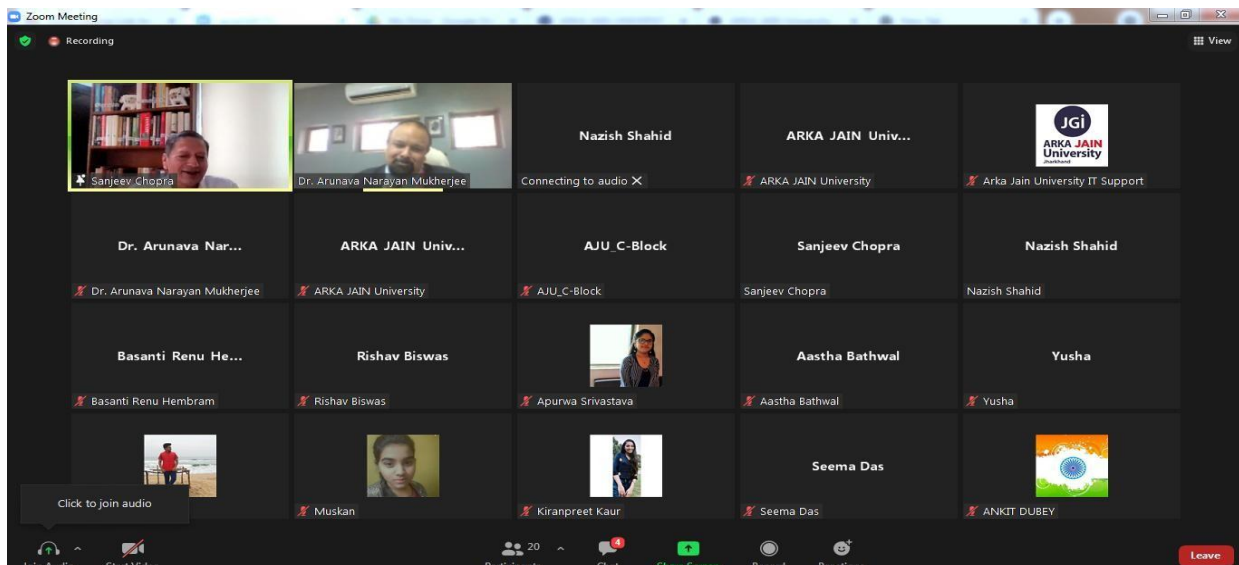 Zoom Meeting
Recording
View
Sanjeev Chopra
Dr. Arunava Narayan Mukherjee
Nazish Shahid
Connecting to audio
ARKA JAIN Univ...
ARKA JAIN University
JGi
ARKA JAIN
University
Jharkhand
Arka Jain University IT Support
Dr. Arunava Nar...
Dr. Arunava Narayan Mukherjee
ARKA JAIN Univ...
ARKA JAIN University
AJU_C-Block
AJU_C-Block
Sanjeev Chopra
Sanjeev Chopra
Nazish Shahid
Nazish Shahid
Basanti Renu He...
Basanti Renu Hembram
Rishav Biswas
Rishav Biswas
Apurwa Srivastava
Aastha Bathwal
Aastha Bathwal
Yusha
Yusha
Click to join audio
Muskan
Kiranpreet Kaur
Seema Das
Seema Das
ANKIT DUBEY
20
4
Leave